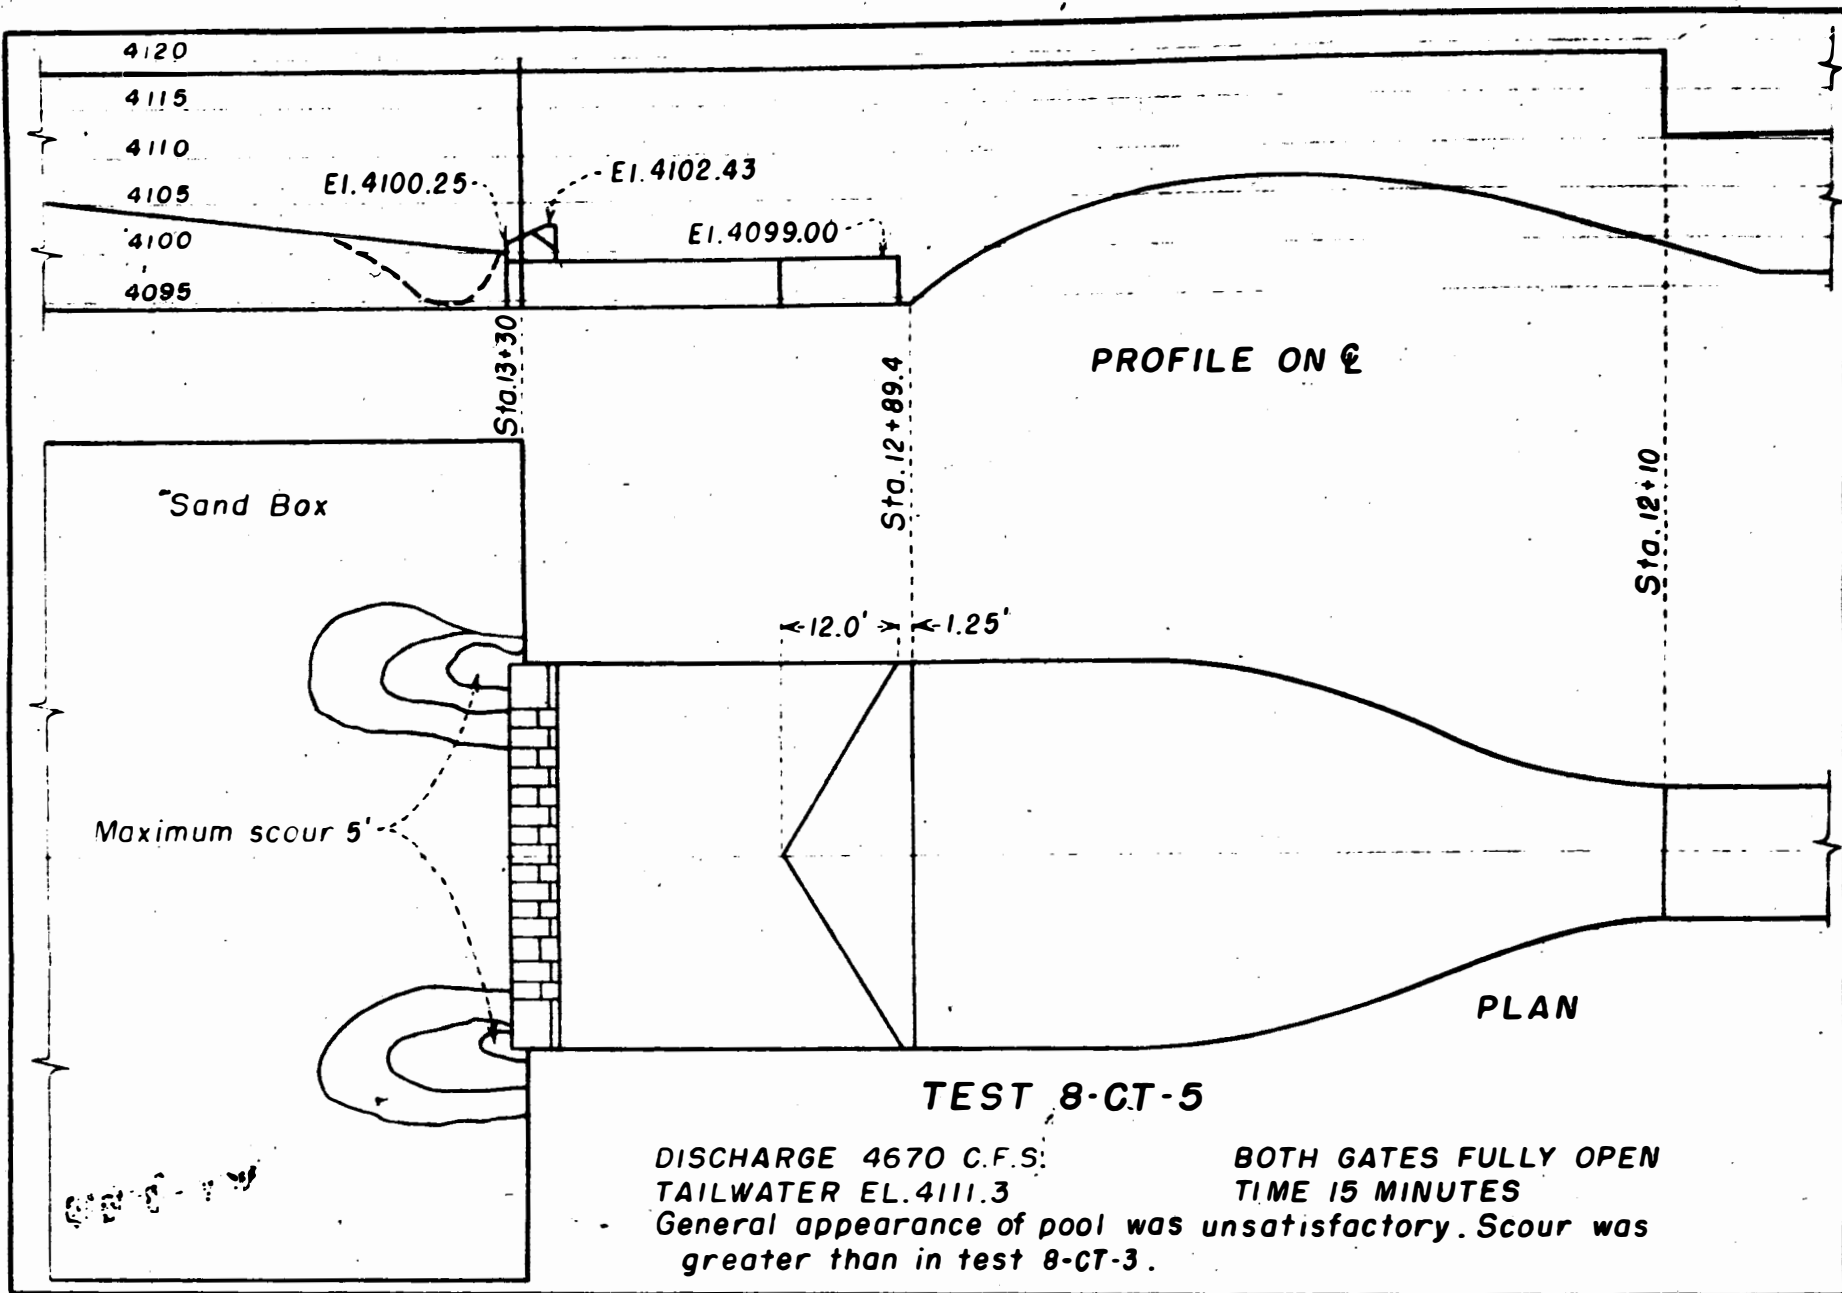 4120
4115
4110
4105
4100
4095
El.4100.25
El.4102.43
El.4099.00
Sta.13+30
Sta.12+89.4
Sta.12+10
PROFILE ON ℄
Sand Box
12.0'
1.25'
Maximum scour 5'
PLAN
TEST 8-CT-5
DISCHARGE 4670 C.F.S.
BOTH GATES FULLY OPEN
TAILWATER EL.4111.3
TIME 15 MINUTES
General appearance of pool was unsatisfactory. Scour was
greater than in test 8-CT-3.